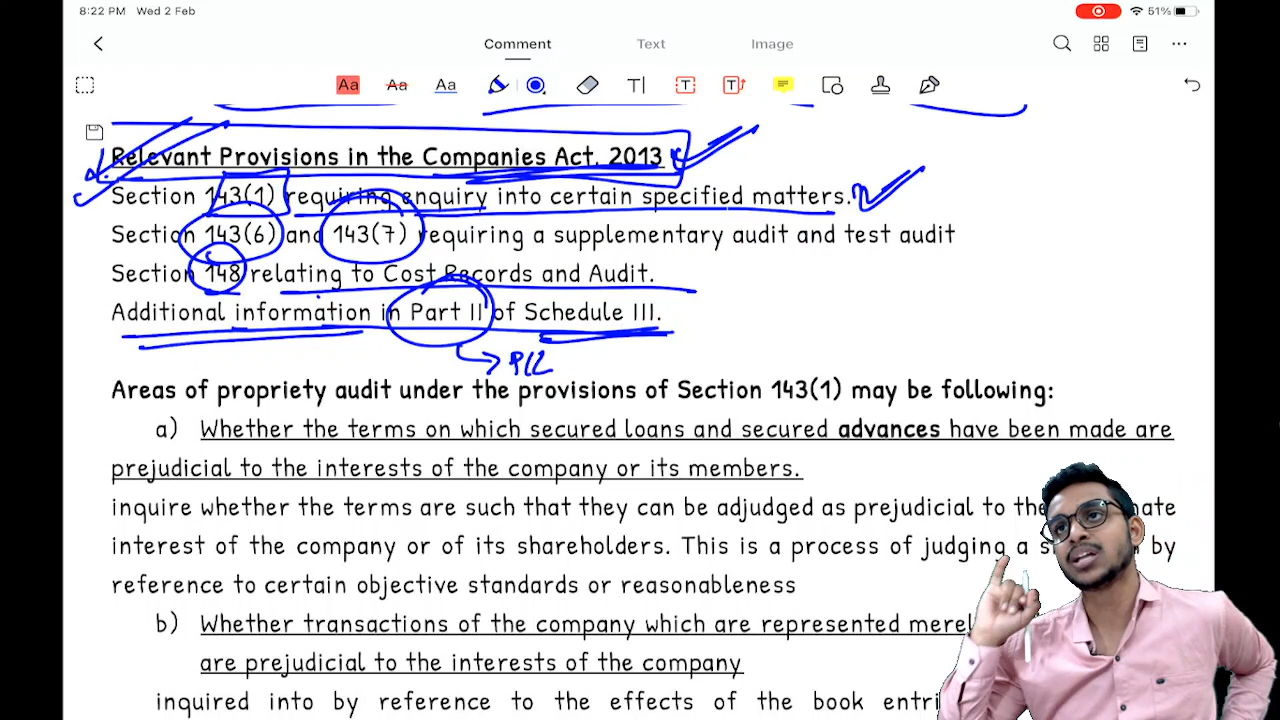 8:22 PM Wed 2 Feb 51%
Comment Text Image
Aa Aa Aa T T T
Relevant Provisions in the Companies Act, 2013
Section 143(1) requiring enquiry into certain specified matters.
Section 143(6) and 143(7) requiring a supplementary audit and test audit
Section 148 relating to Cost Records and Audit.
Additional information in Part II of Schedule III.
Areas of propriety audit under the provisions of Section 143(1) may be following:
a) Whether the terms on which secured loans and secured advances have been made are
prejudicial to the interests of the company or its members.
inquire whether the terms are such that they can be adjudged as prejudicial to the
interest of the company or of its shareholders. This is a process of judging a by
reference to certain objective standards or reasonableness
b) Whether transactions of the company which are represented
are prejudicial to the interests of the company
inquired into by reference to the effects of the book